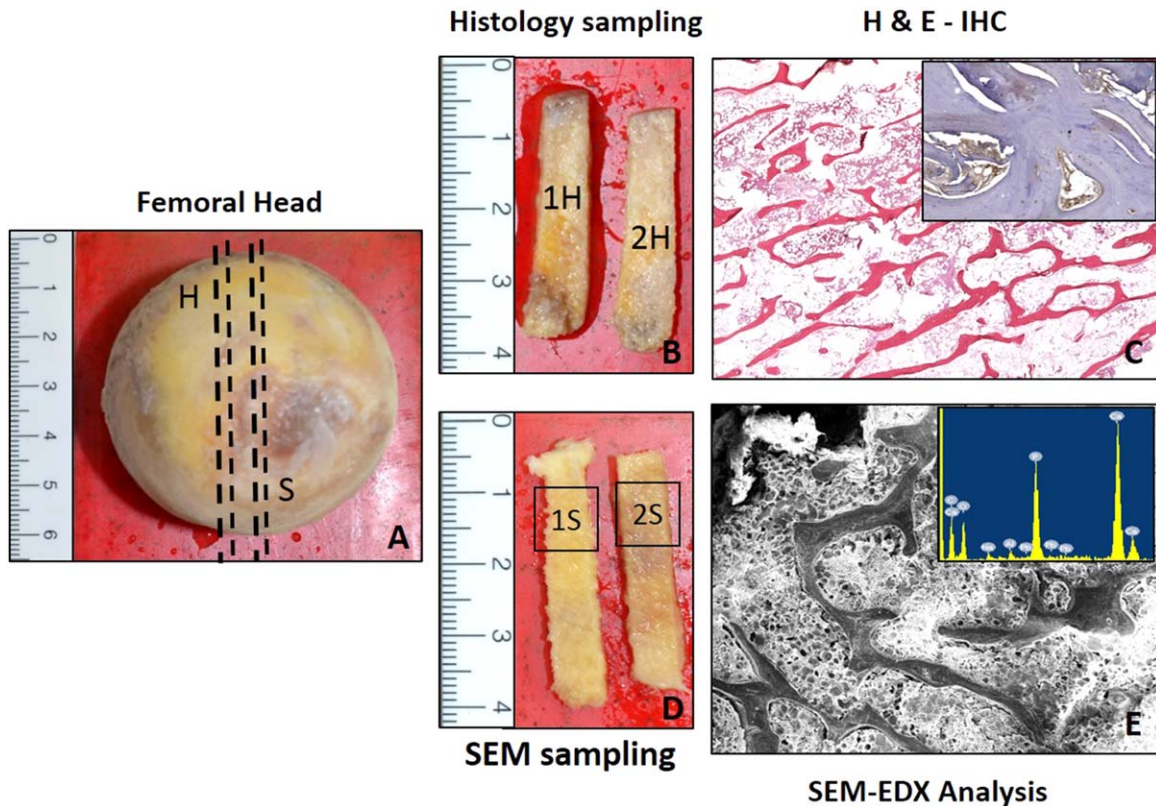 Histology sampling
H & E - IHC
Femoral Head
0
1
2
3
4
5
6
H
S
A
0
1
2
3
4
1H
2H
B
C
0
1
2
3
4
1S
2S
D
E
SEM sampling
SEM-EDX Analysis